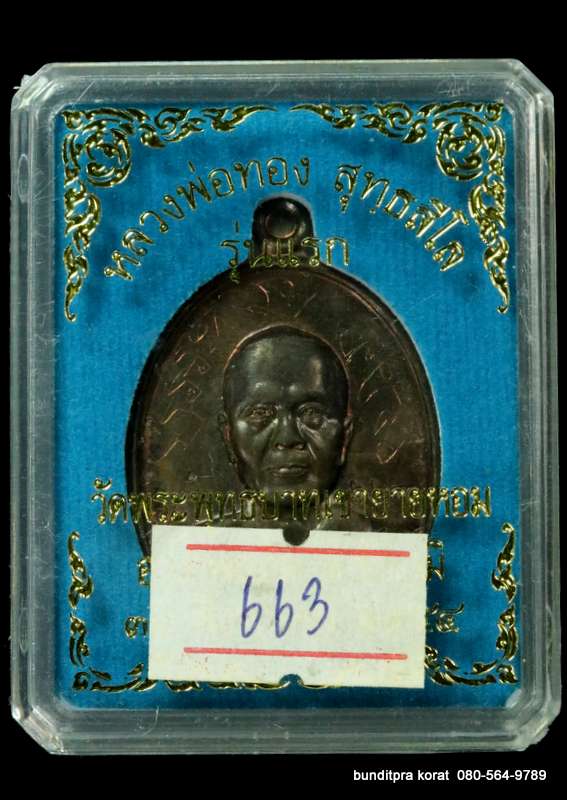 หลวงพ่อทอง สุทธสีโล
รุ่นแรก
วัดพระพุทธบาทเขายายหอม
663
bunditpra korat 080-564-9789